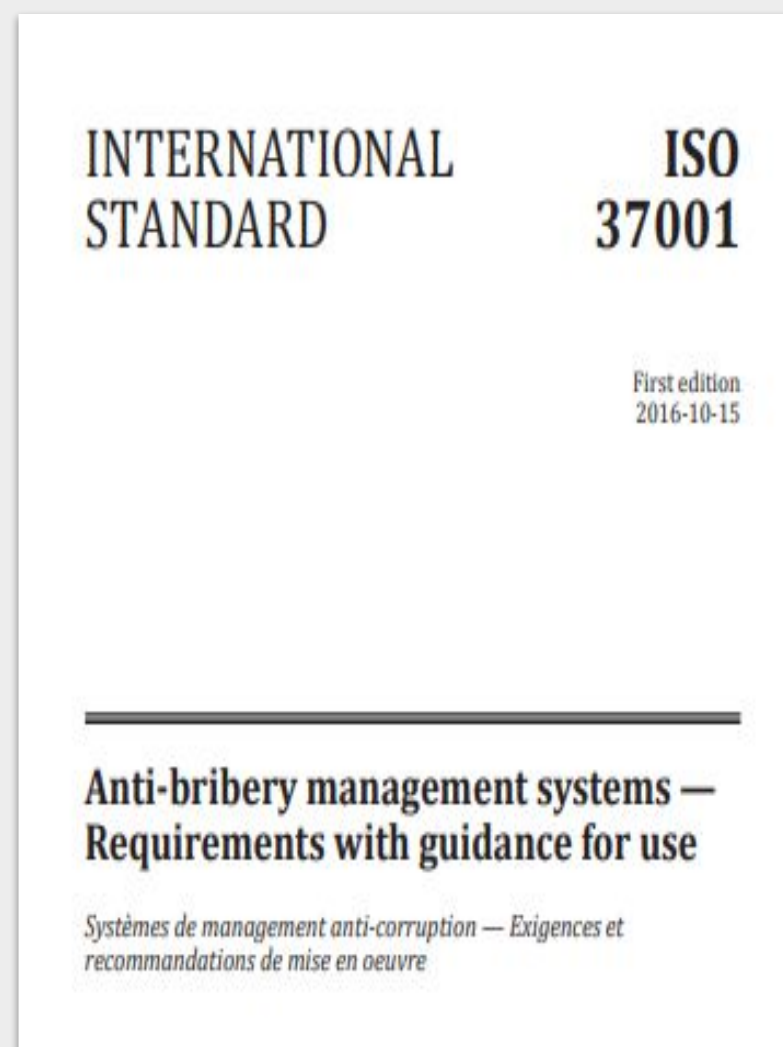 INTERNATIONAL STANDARD
ISO 37001
First edition
2016-10-15
Anti-bribery management systems —
Requirements with guidance for use
Systèmes de management anti-corruption — Exigences et
recommandations de mise en oeuvre